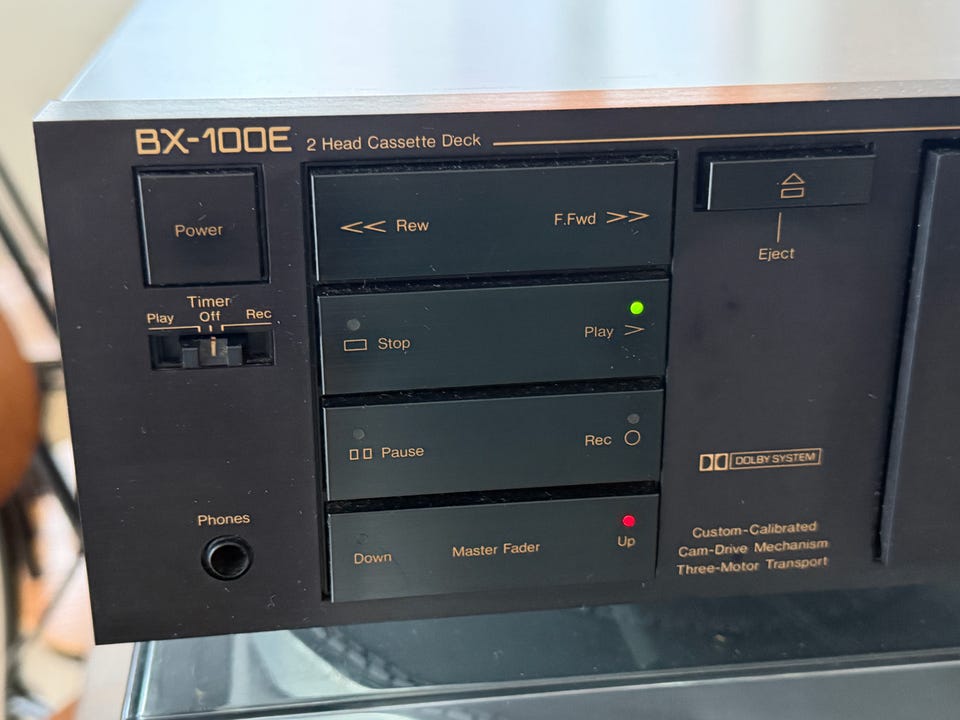 BX-100E 2 Head Cassette Deck
Power
Timer
Play Off Rec
Phones
<< Rew F.Fwd >>
Stop Play >
Pause Rec
Down Master Fader Up
Eject
DOLBY SYSTEM
Custom-Calibrated
Cam-Drive Mechanism
Three-Motor Transport